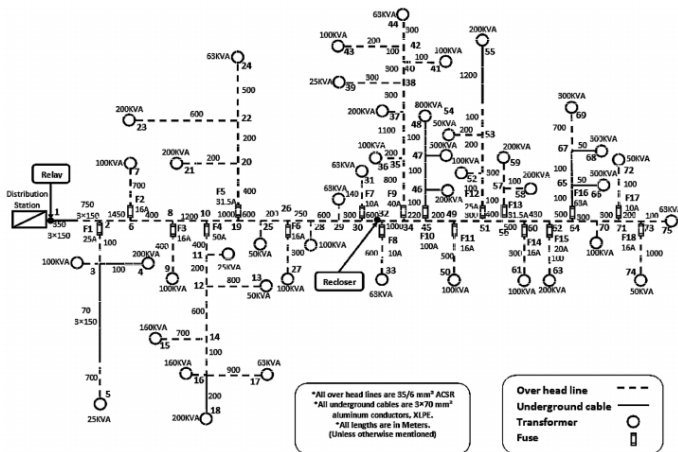 63KVA
44
200KVA
55
100KVA
43
200
300
42
100
100KVA
100
41
40
63KVA
24
25KVA
39
300
38
300
1200
300KVA
69
500
200KVA
37
1100
800KVA 54
48
50KVA
200
53
200KVA
23
600
22
200
700
67
300KVA
68
50KVA
72
100KVA
7
200KVA
21
200
20
100KVA
36
35
500KVA
47
100KVA
52
200KVA
59
57
200KVA
58
65
500KVA
66
Relay
Distribution
Station
1
350
3×150
750
3×150
700
F2
16A
F5
31.5A
400
63KVA
31
300
F7
10A
800
F9
40A
200KVA
46
F12
25A
F13
31.5A
F16
63A
F17
10A
2
1450
6
400
8
10
1000
19
600
200
25
26
100
28
29
30
600
32
34
45
49
51
56
60
62
64
70
71
73
75
63KVA
F1
25A
F3
16A
F4
50A
F6
16A
F8
10A
F10
100A
F11
16A
F14
16A
F15
20A
F18
16A
100KVA
3
100
200KVA
4
9
100KVA
11
25KVA
50KVA
12
800
13
50KVA
27
100KVA
100KVA
Recloser
33
63KVA
50
100KVA
61
100KVA
63
200KVA
100KVA
74
50KVA
70
3×150
700
5
25KVA
600
160KVA
15
700
14
100
160KVA
16
900
63KVA
17
200
200KVA
18
*All over head lines are 35/6 mm² ACSR
*All underground cables are 3×70 mm²
aluminum conductors, XLPE.
*All lengths are in Meters.
(Unless otherwise mentioned)
Over head line
Underground cable
Transformer
Fuse